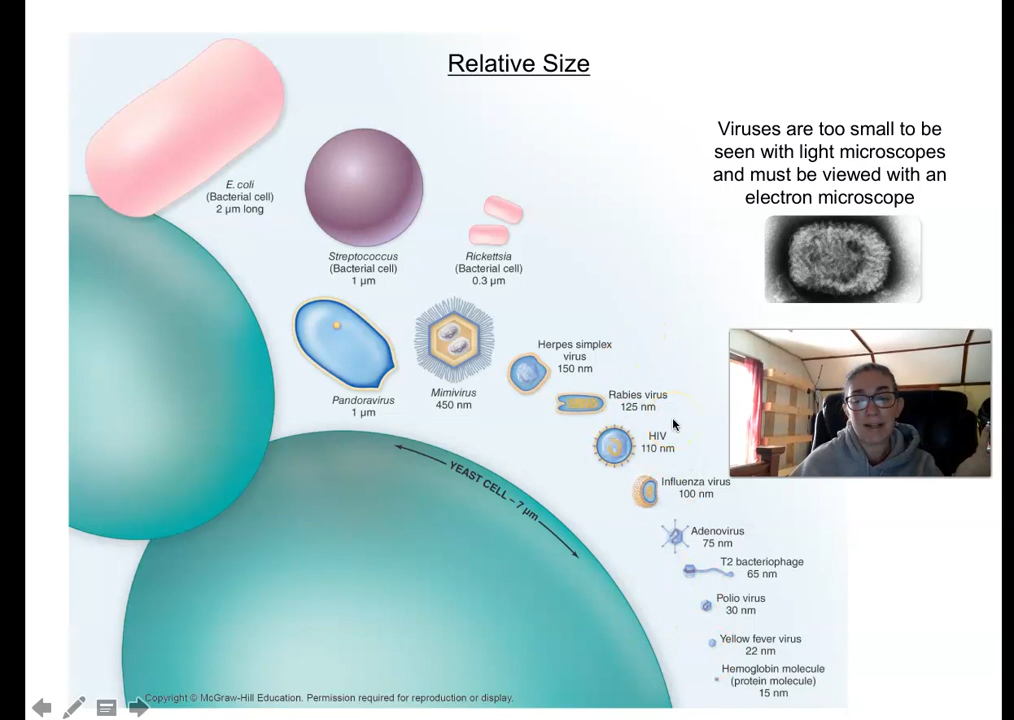 Relative Size
Viruses are too small to be
seen with light microscopes
and must be viewed with an
electron microscope
E. coli
(Bacterial cell)
2 µm long
Streptococcus
(Bacterial cell)
1 µm
Rickettsia
(Bacterial cell)
0.3 µm
Pandoravirus
1 µm
Mimivirus
450 nm
Herpes simplex
virus
150 nm
Rabies virus
125 nm
HIV
110 nm
Influenza virus
100 nm
YEAST CELL – 7 µm
Adenovirus
75 nm
T2 bacteriophage
65 nm
Polio virus
30 nm
Yellow fever virus
22 nm
Hemoglobin molecule
(protein molecule)
15 nm
Copyright © McGraw-Hill Education. Permission required for reproduction or display.